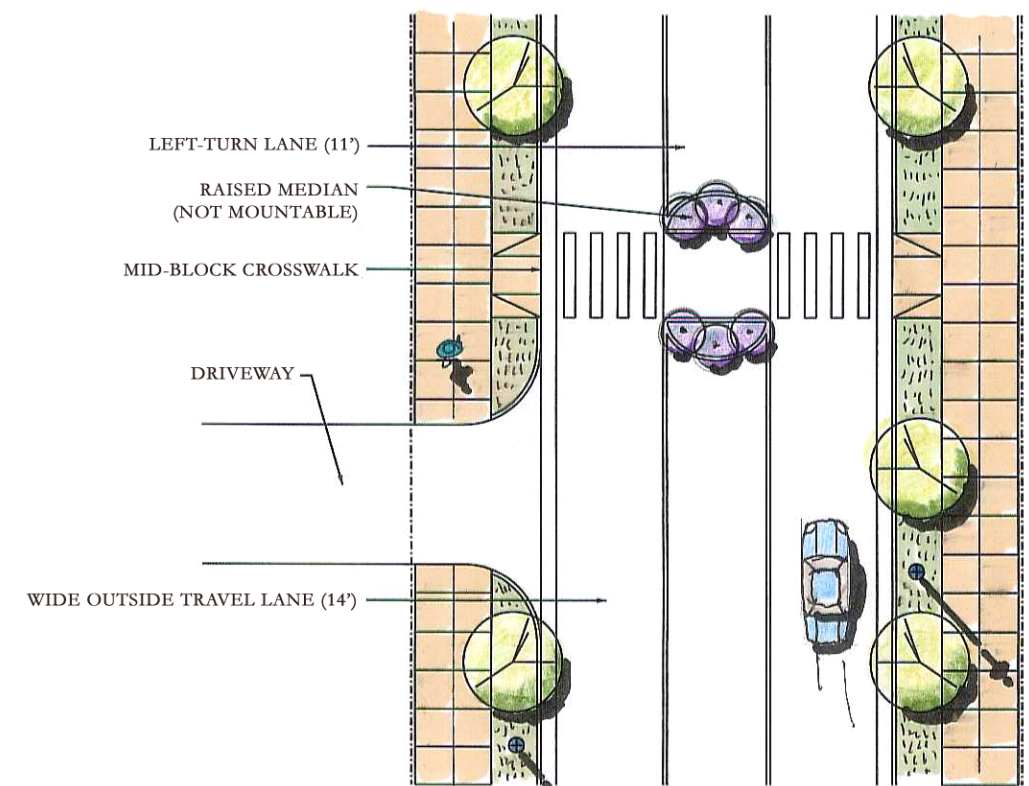 LEFT-TURN LANE (11’)
RAISED MEDIAN
(NOT MOUNTABLE)
MID-BLOCK CROSSWALK
DRIVEWAY
WIDE OUTSIDE TRAVEL LANE (14’)